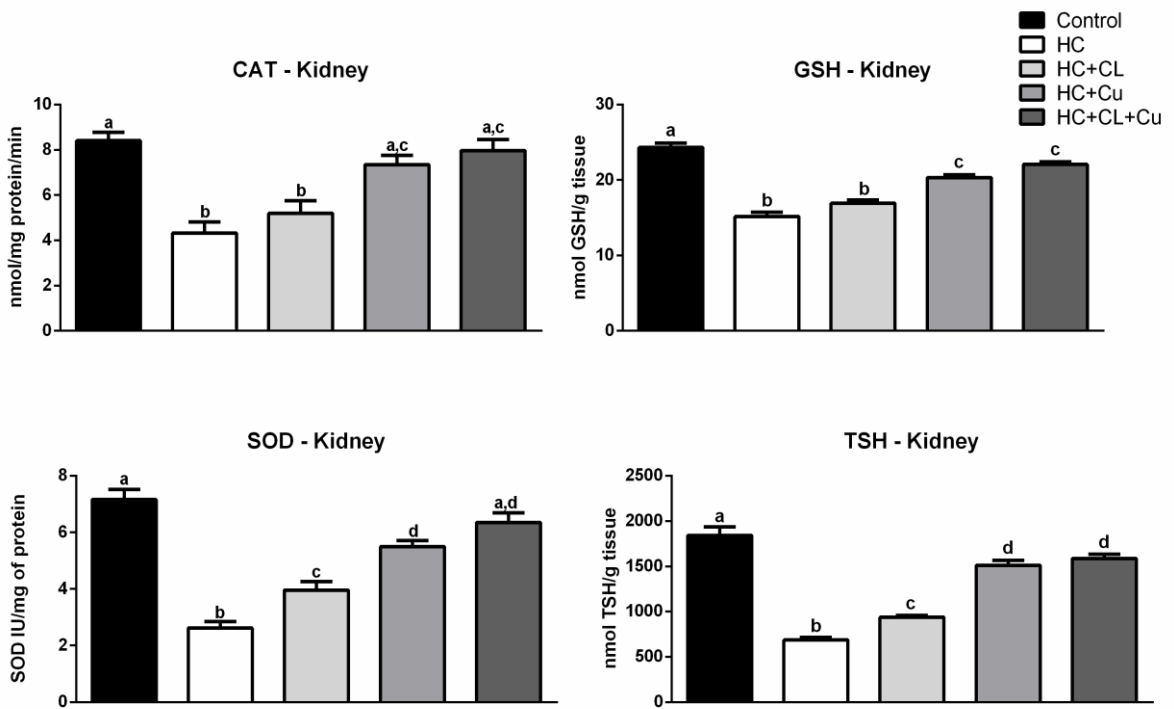 Control
HC
HC+CL
HC+Cu
HC+CL+Cu
CAT - Kidney
nmol/mg protein/min
10
8
6
4
2
0
a
b
b
a,c
a,c
GSH - Kidney
nmol GSH/g tissue
30
20
10
0
a
b
b
c
c
SOD - Kidney
SOD IU/mg of protein
8
6
4
2
0
a
b
c
d
a,d
TSH - Kidney
nmol TSH/g tissue
2500
2000
1500
1000
500
0
a
b
c
d
d